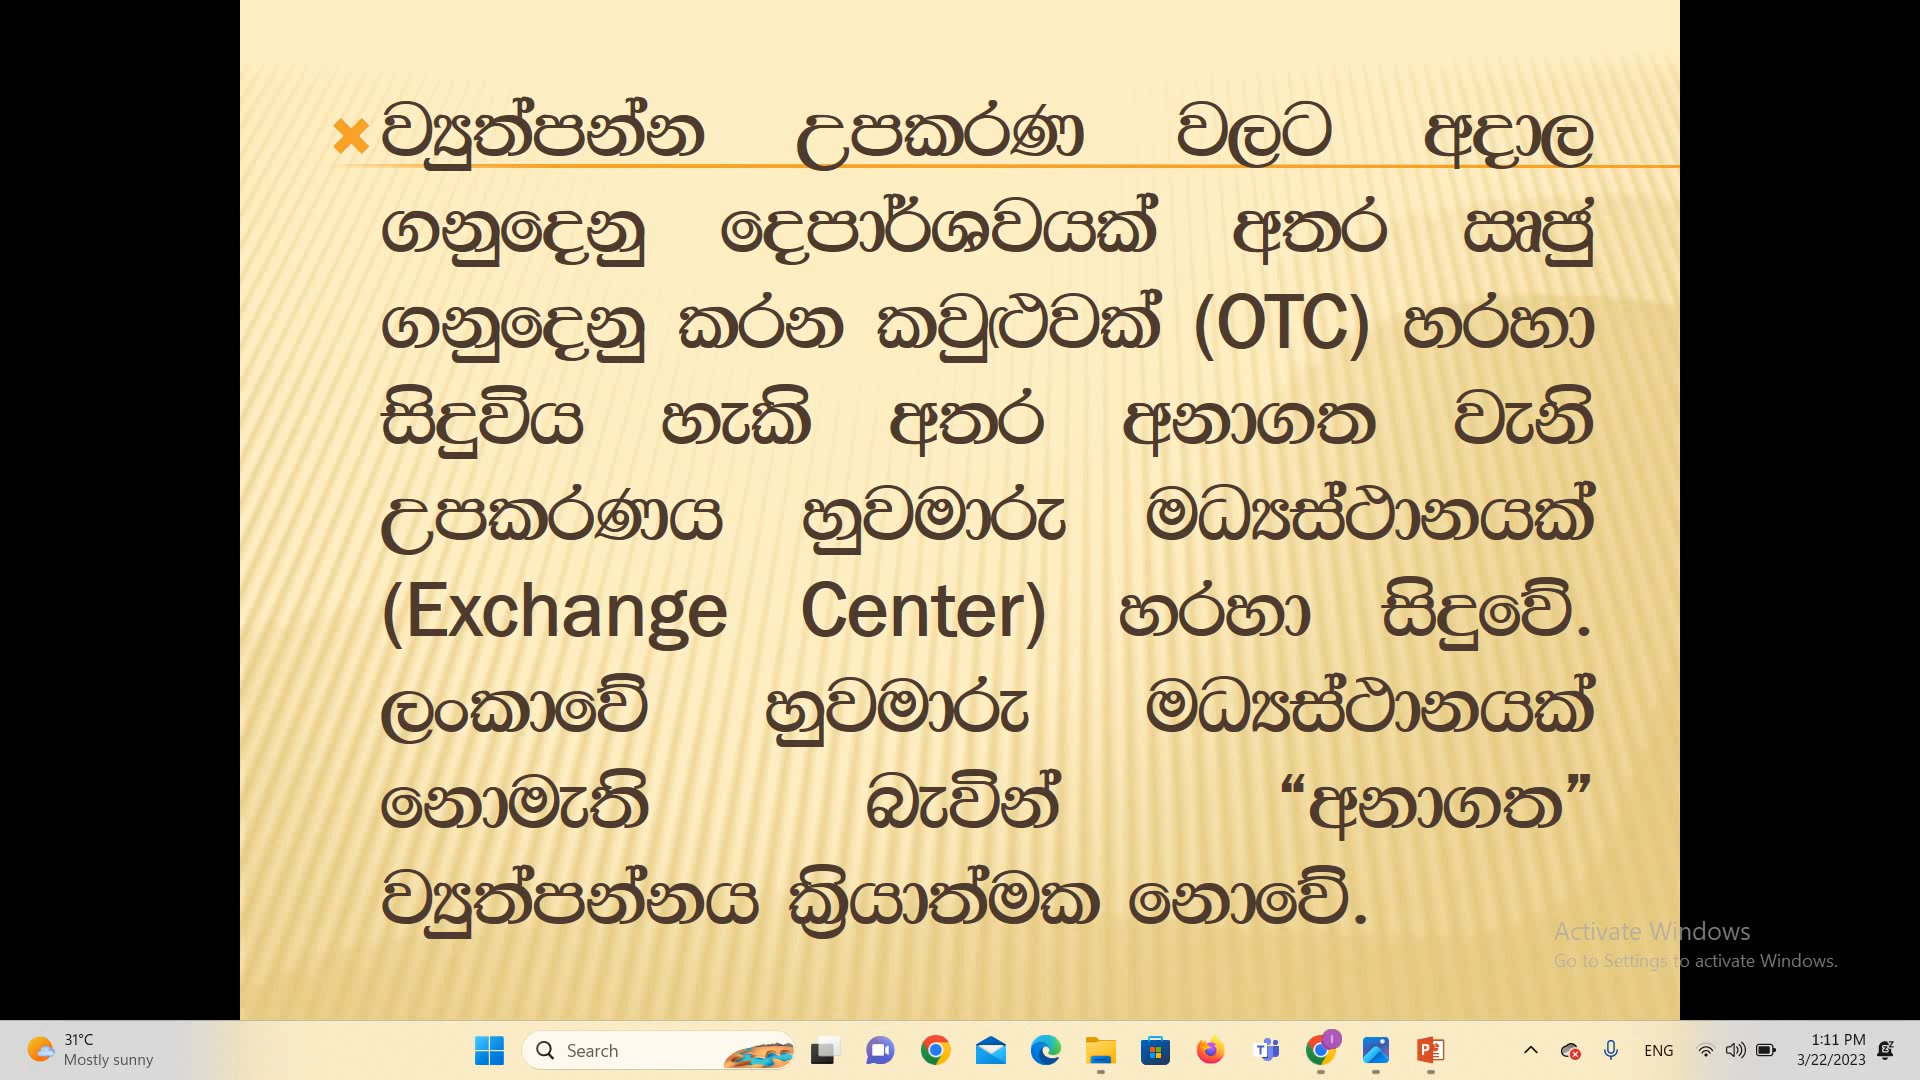 ව්‍යුත්පන්න උපකරණ වලට අදාල
ගනුදෙනු දෙපාර්ශවයක් අතර ඍජු
ගනුදෙනු කරන කවුළුවක් (OTC) හරහා
සිදුවිය හැකි අතර අනාගත වැනි
උපකරණය හුවමාරු මධ්‍යස්ථානයක්
(Exchange Center) හරහා සිදුවේ.
ලංකාවේ හුවමාරු මධ්‍යස්ථානයක්
නොමැති බැවින් “අනාගත”
ව්‍යුත්පන්නය ක්‍රියාත්මක නොවේ.
Activate Windows
Go to Settings to activate Windows.
31°C
Mostly sunny
Search
ENG
1:11 PM
3/22/2023